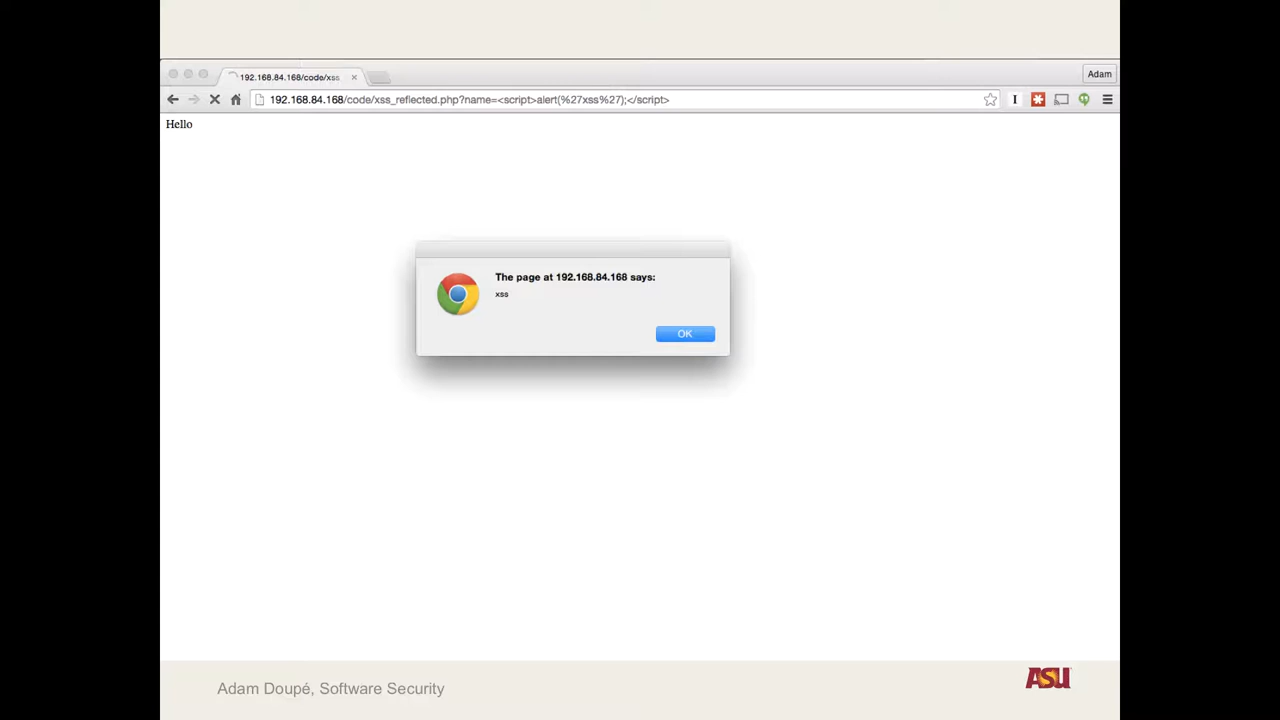 192.168.84.168/code/xss
Adam
192.168.84.168/code/xss_reflected.php?name=<script>alert(%27xss%27);</script>
Hello
The page at 192.168.84.168 says:
xss
OK
Adam Doupé, Software Security
ASU